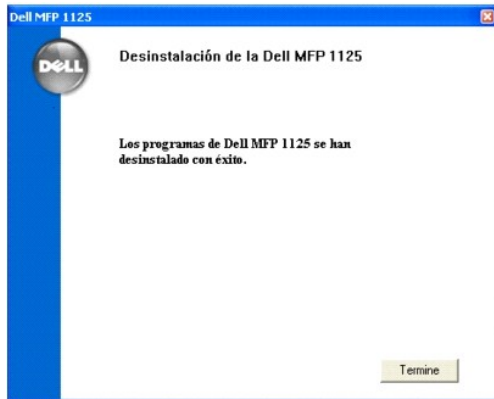 Dell MFP 1125
DELL
Desinstalación de la Dell MFP 1125
Los programas de Dell MFP 1125 se han
desinstalado con éxito.
Termine